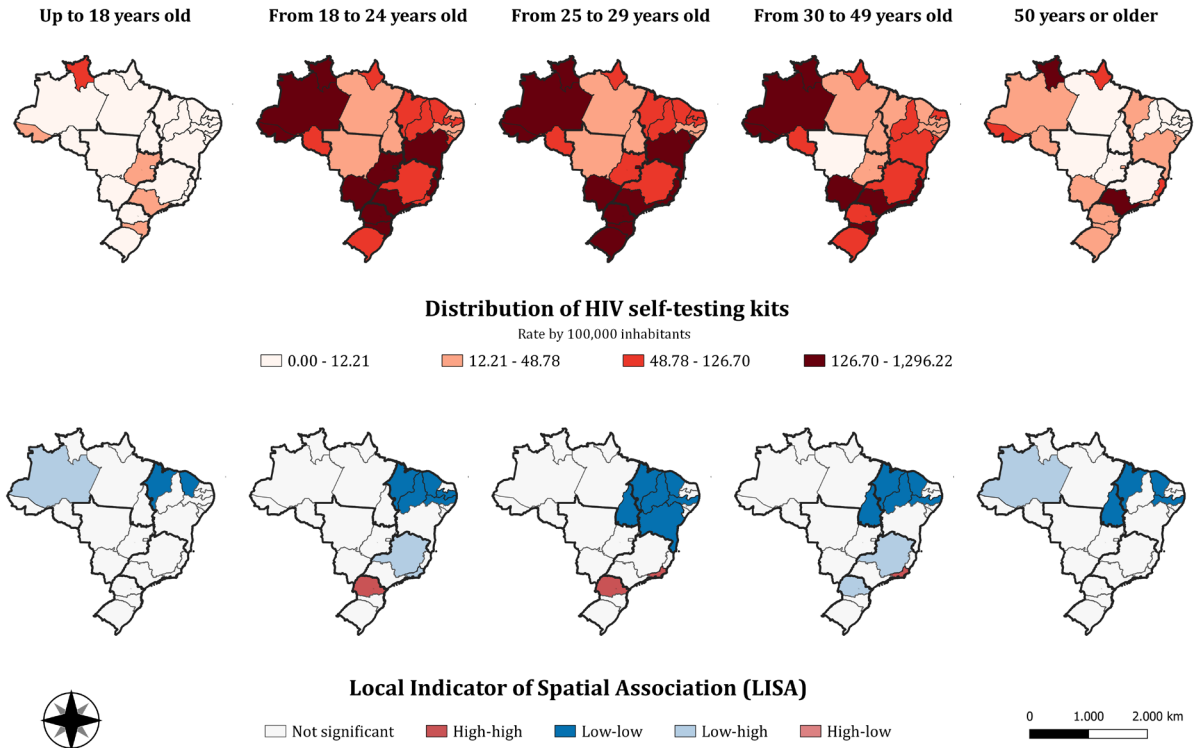 Up to 18 years old
From 18 to 24 years old
From 25 to 29 years old
From 30 to 49 years old
50 years or older
Distribution of HIV self-testing kits
Rate by 100,000 inhabitants
0.00 - 12.21
12.21 - 48.78
48.78 - 126.70
126.70 - 1,296.22
Local Indicator of Spatial Association (LISA)
Not significant
High-high
Low-low
Low-high
High-low
0 1.000 2.000 km